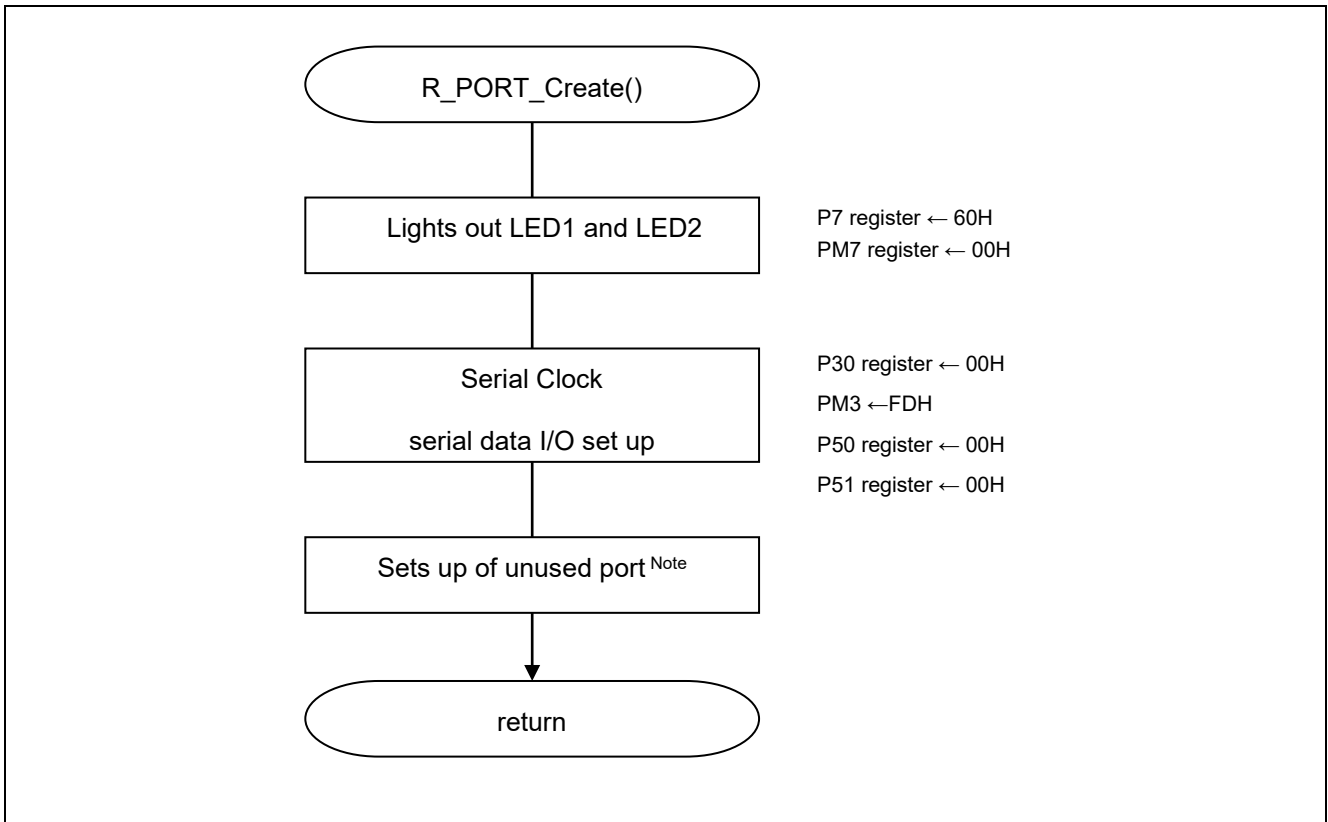 R_PORT_Create()
Lights out LED1 and LED2
P7 register ← 60H
PM7 register ← 00H
Serial Clock
serial data I/O set up
P30 register ← 00H
PM3 ←FDH
P50 register ← 00H
P51 register ← 00H
Sets up of unused port Note
return